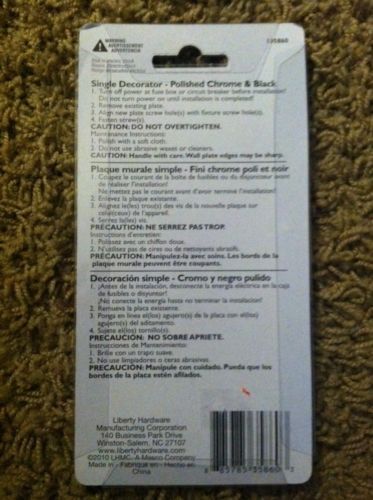 WARNING
AVERTISSEMENT
ADVERTENCIA
135860
Single Decorator - Polished Chrome & Black
1. Turn off power at fuse box or circuit breaker before installation!
Do not turn power on until installation is completed!
2. Remove existing plate.
3. Align new plate screw hole(s) with fixture screw hole(s).
4. Fasten screw(s).
CAUTION: DO NOT OVERTIGHTEN.
Maintenance Instructions:
1. Polish with a soft cloth.
2. Do not use abrasive waxes or cleaners.
CAUTION: Handle with care. Wall plate edges may be sharp.
Plaque murale simple - Fini chrome poli et noir
1. Coupez le courant de la boîte de fusibles ou du disjonteur avant
de réaliser l'installation!
Ne mettez pas le courant avant d'avoir terminé l'installation!
2. Enlevez la plaque existante.
3. Alignez le(les) trou(s) des vis de la nouvelle plaque sur
celui(ceux) de l'appareil.
4. Serrez la(les) vis.
PRÉCAUTION: NE SERREZ PAS TROP.
Instructions d'entretien:
1. Polissez avec un chiffon doux.
2. N'utilisez pas de cires ou de nettoyants abrasifs.
PRÉCAUTION: Manipulez-la avec soins. Les bords de la
plaque murale peuvent être coupants.
Decoración simple - Cromo y negro pulido
1. ¡Antes de la instalación, desconecte la energía eléctrica en la caja
de fusibles o disyuntor!
¡No conecte la energía hasta no terminar la instalacion!
2. Remueva la placa existente.
3. Ponga en linea el(los) agujero(s) de la placa con el(los)
agujero(s) del aditamento.
4. Sujete el(los) tornillo(s).
PRECAUCIÓN: NO SOBRE APRIETE.
Instrucciones de Mantenimiento:
1. Brille con un trapo suave.
2. No use limpiadores o ceras abrasivas.
PRECAUCIÓN: Manipule con cuidado. Pueda que los
bordes de la placa estén afilados.
Liberty Hardware
Manufacturing Corporation
140 Business Park Drive
Winston-Salem, NC 27107
www.libertyhardware.com
©2010 LHMC, A Masco Company
Made in - Fabriqué en - Hecho en
China